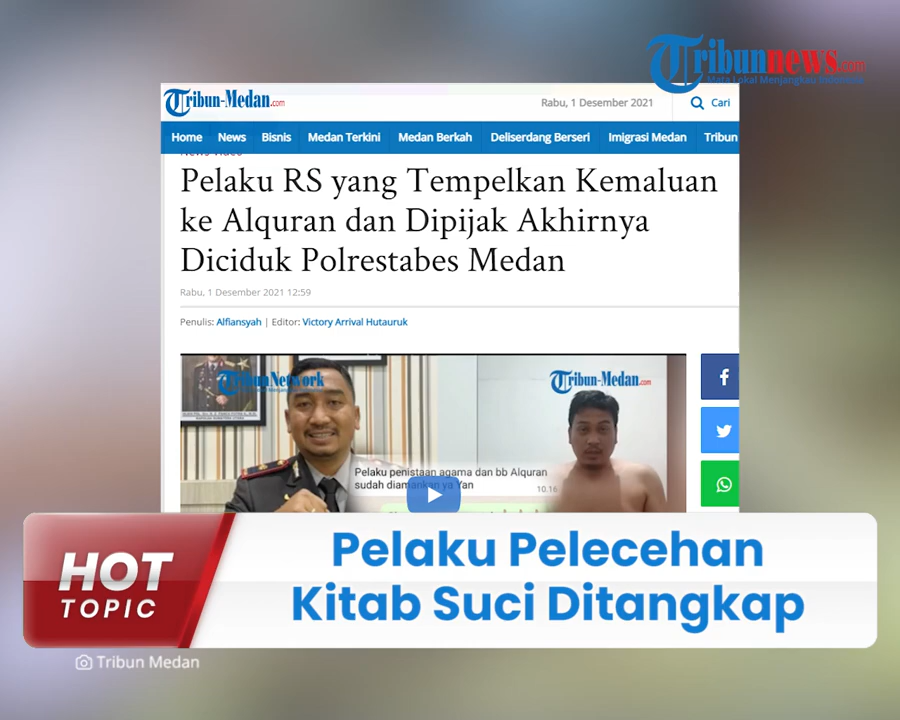 Tribunnews.com
Mata Lokal Menjangkau Indonesia
Tribun-Medan.com
Rabu, 1 Desember 2021
Cari
Home News Bisnis Medan Terkini Medan Berkah Deliserdang Berseri Imigrasi Medan Tribun
News Video
Pelaku RS yang Tempelkan Kemaluan
ke Alquran dan Dipijak Akhirnya
Diciduk Polrestabes Medan
Rabu, 1 Desember 2021 12:59
Penulis: Alfiansyah | Editor: Victory Arrival Hutauruk
TribunNetwork
Tribun-Medan.com
Pelaku penistaan agama dan bb Alquran
sudah diamankan ya Yan
10.16
HOT
TOPIC
Pelaku Pelecehan
Kitab Suci Ditangkap
Tribun Medan